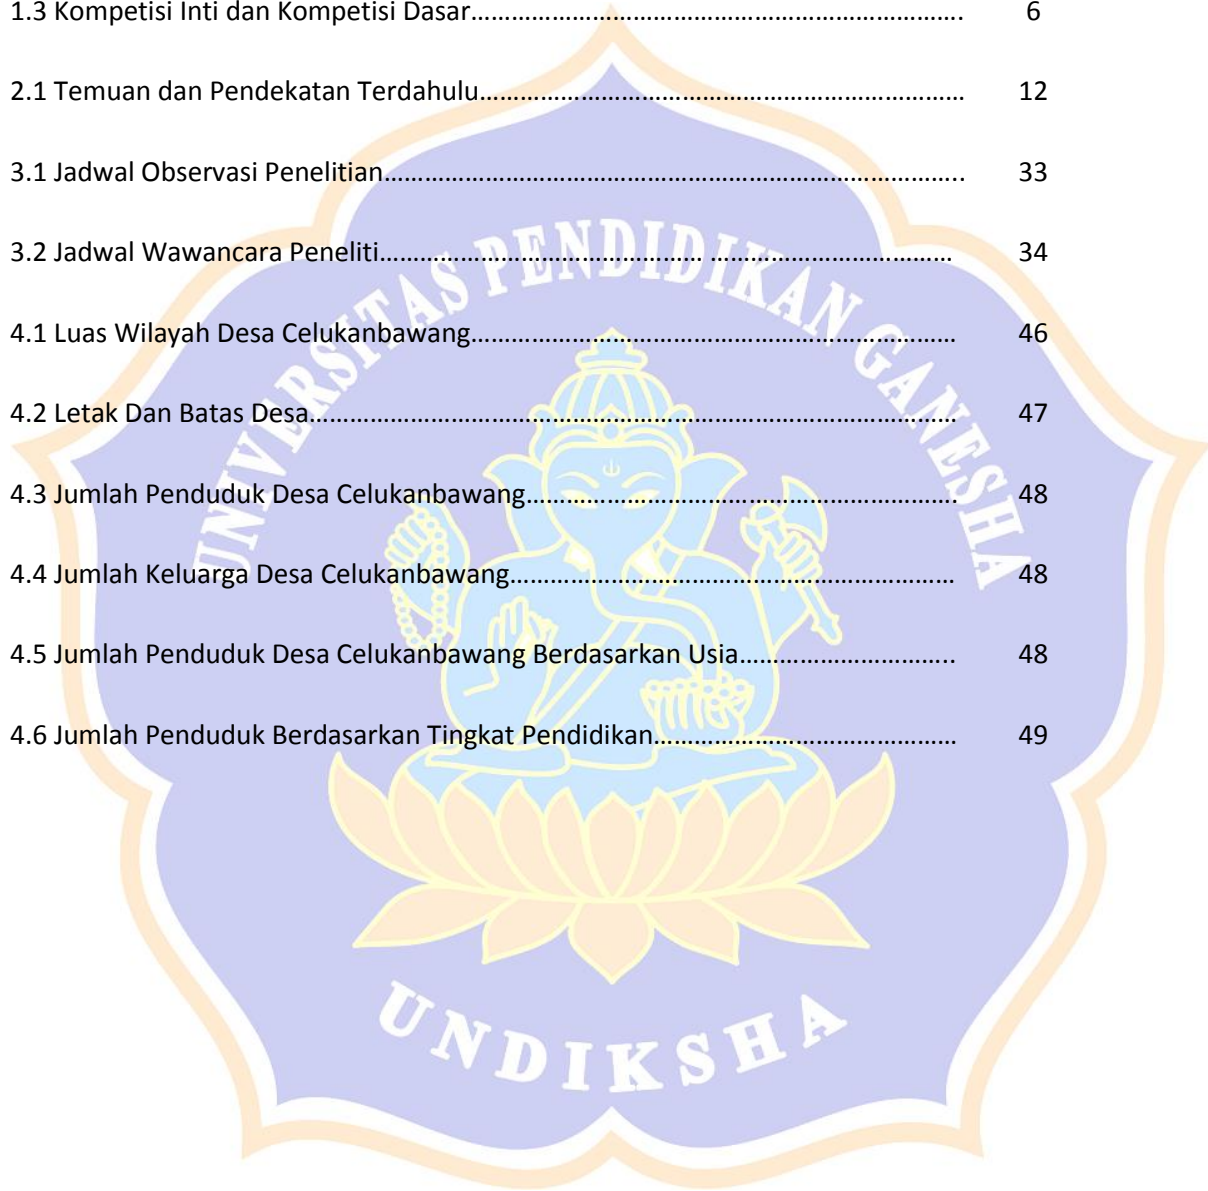 1.3 Kompetisi Inti dan Kompetisi Dasar………………………………………………………………. 6
2.1 Temuan dan Pendekatan Terdahulu……………………………………………………………… 12
3.1 Jadwal Observasi Penelitian………………………………………………………………………….. 33
3.2 Jadwal Wawancara Peneliti………………………………………… ……………………………… 34
4.1 Luas Wilayah Desa Celukanbawang……………………………………………………………… 46
4.2 Letak Dan Batas Desa…………………………………………………………………………………… 47
4.3 Jumlah Penduduk Desa Celukanbawang………………………………………………………. 48
4.4 Jumlah Keluarga Desa Celukanbawang………………………………………………………… 48
4.5 Jumlah Penduduk Desa Celukanbawang Berdasarkan Usia………………………….. 48
4.6 Jumlah Penduduk Berdasarkan Tingkat Pendidikan……………………………………… 49
UNIVERSITAS PENDIDIKAN GANESHA
UNDIKSHA